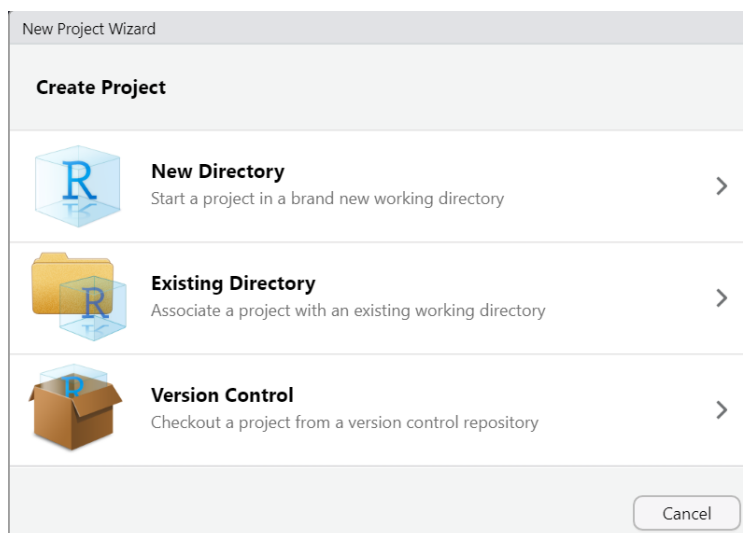 New Project Wizard
Create Project
New Directory
Start a project in a brand new working directory
Existing Directory
Associate a project with an existing working directory
Version Control
Checkout a project from a version control repository
Cancel